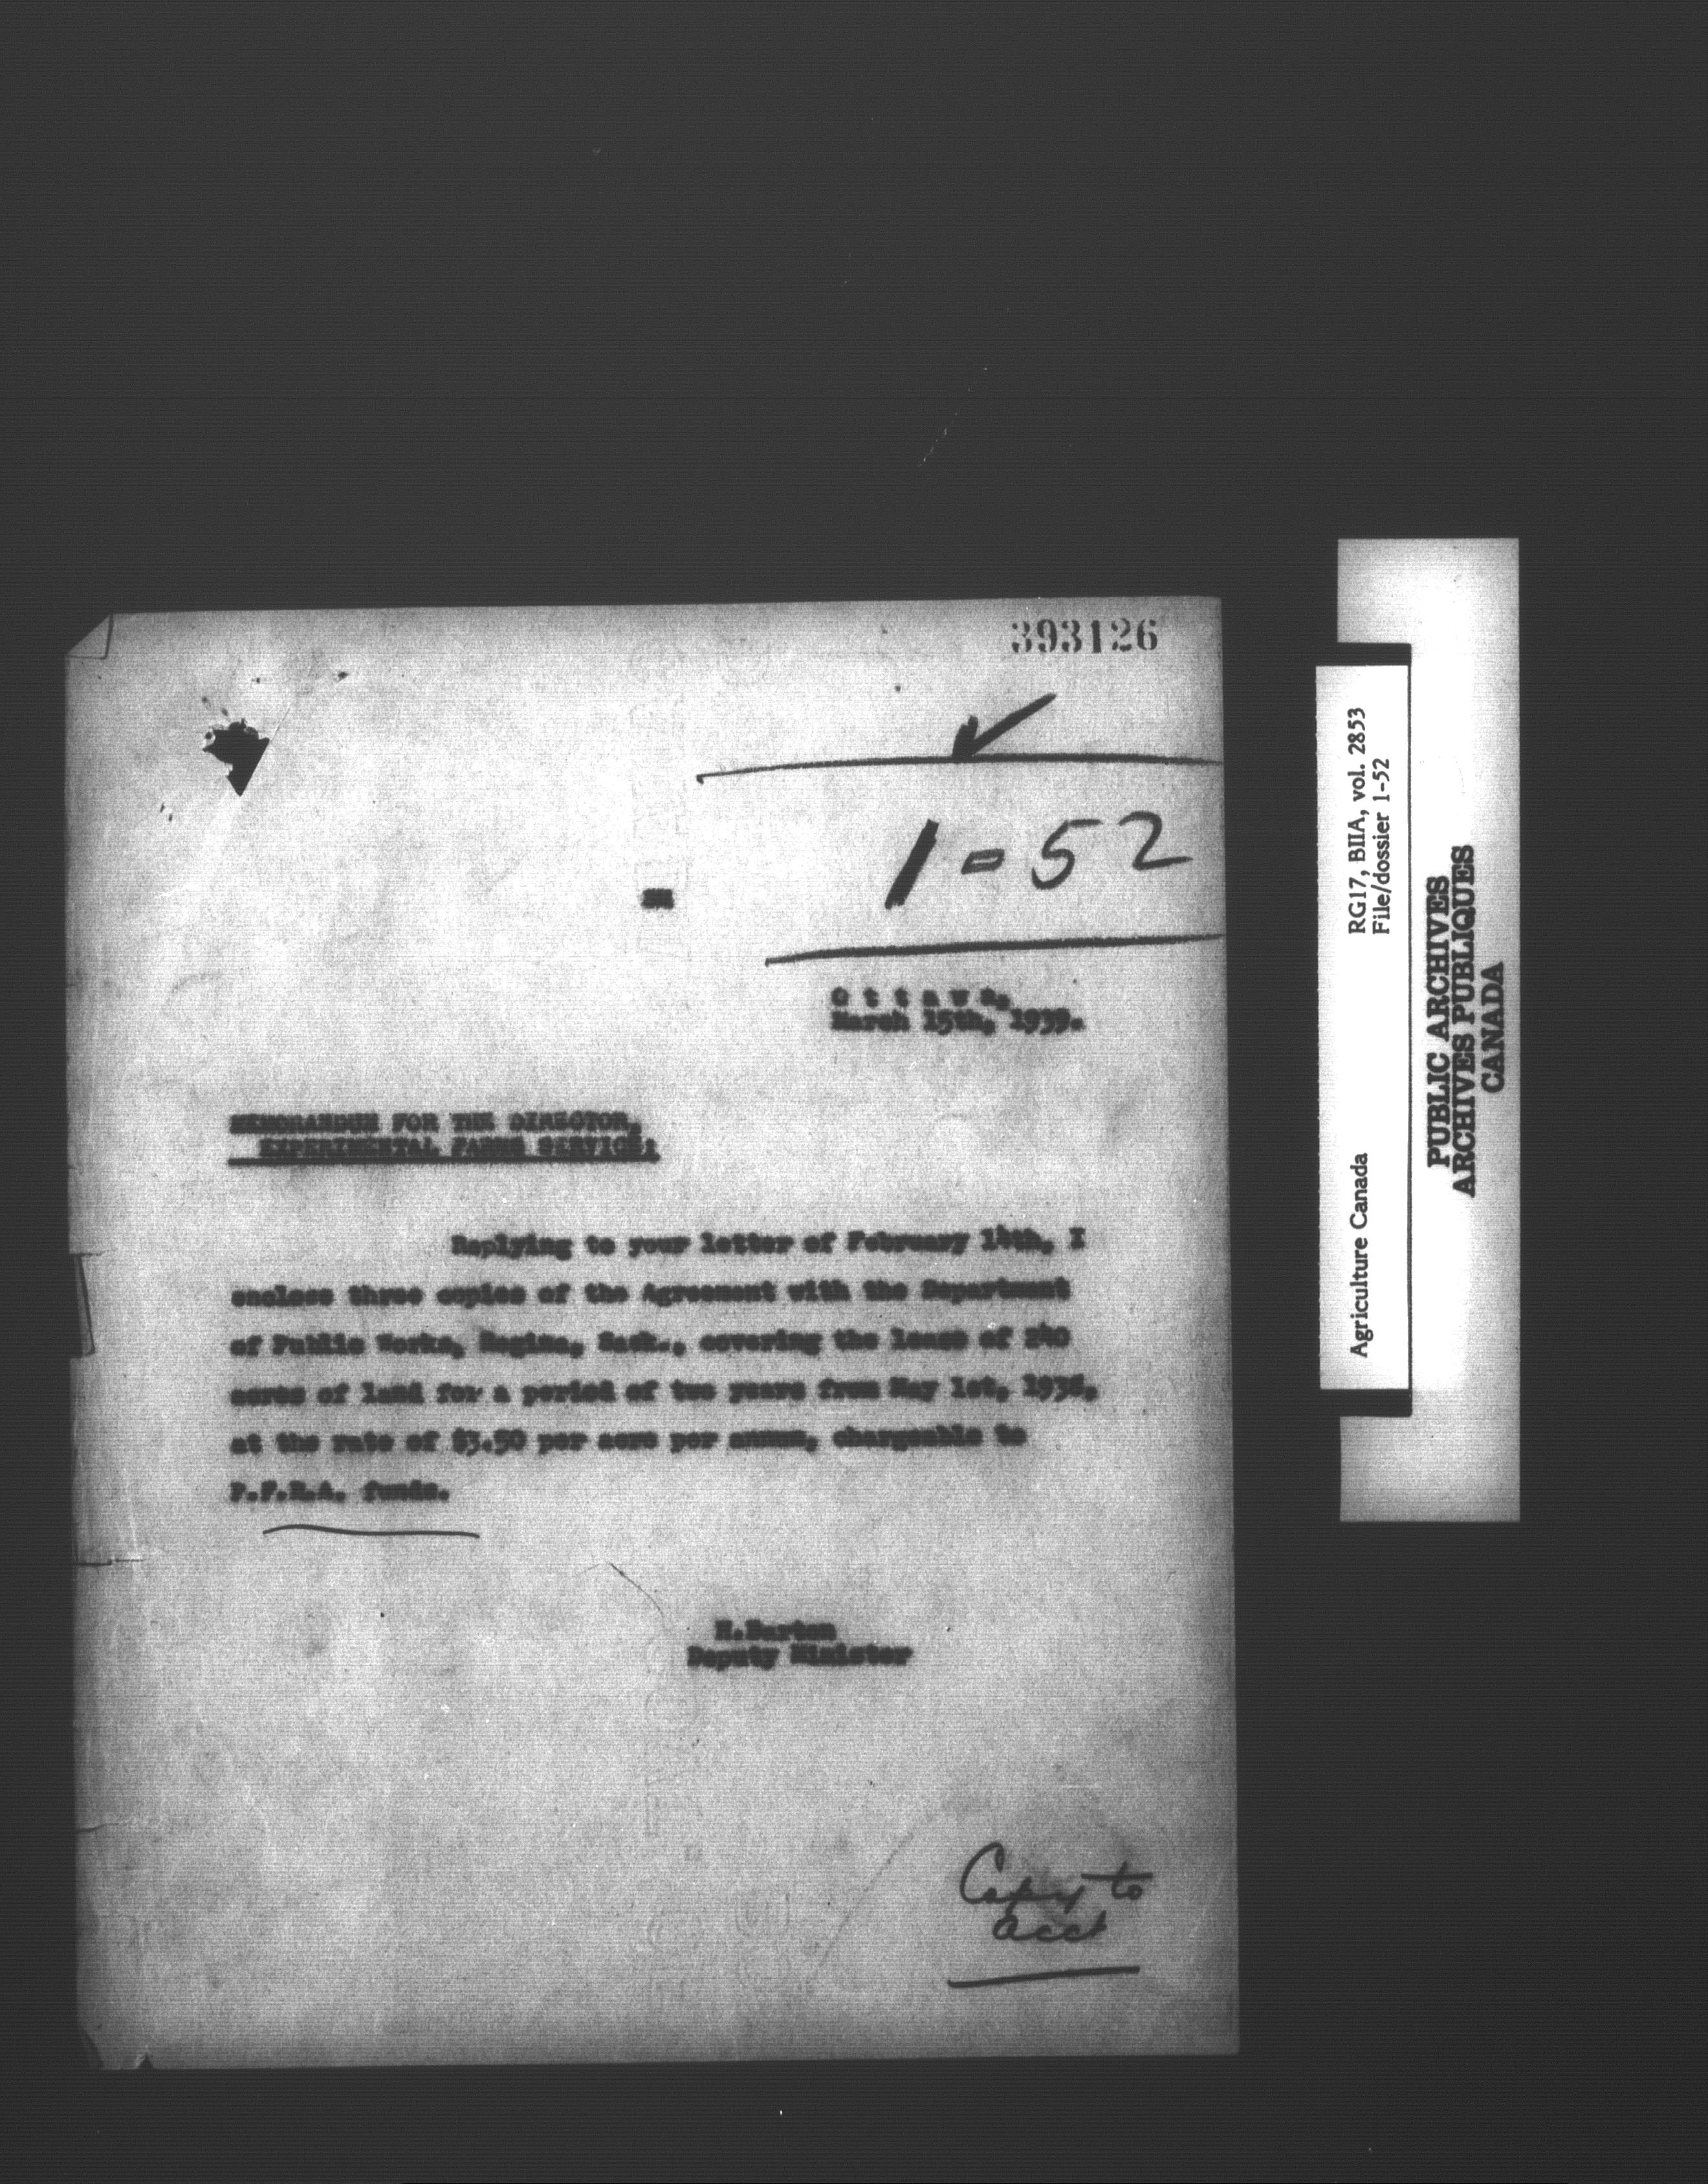 393126
1-52
Ottawa,
March 15th, 1939.
MEMORANDUM FOR THE DIRECTOR,
EXPERIMENTAL FARMS SERVICE:
Replying to your letter of February 14th, I
enclose three copies of the Agreement with the Department
of Public Works, Regina, Sask., covering the lease of 240
acres of land for a period of two years from May 1st, 1938,
at the rate of $3.50 per acre per annum, chargeable to
P.F.R.A. funds.
H.Barton
Deputy Minister
Copy to
acct
Agriculture Canada
RG17, BIIA, vol. 2853
File/dossier 1-52
PUBLIC ARCHIVES
ARCHIVES PUBLIQUES
CANADA